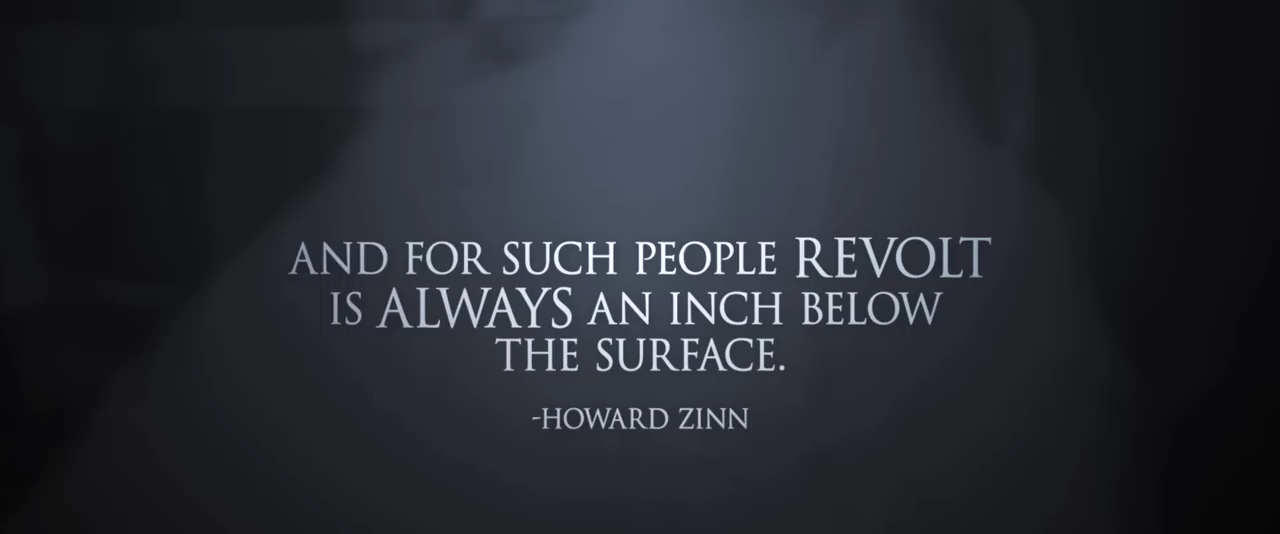 AND FOR SUCH PEOPLE REVOLT
IS ALWAYS AN INCH BELOW
THE SURFACE.
-HOWARD ZINN